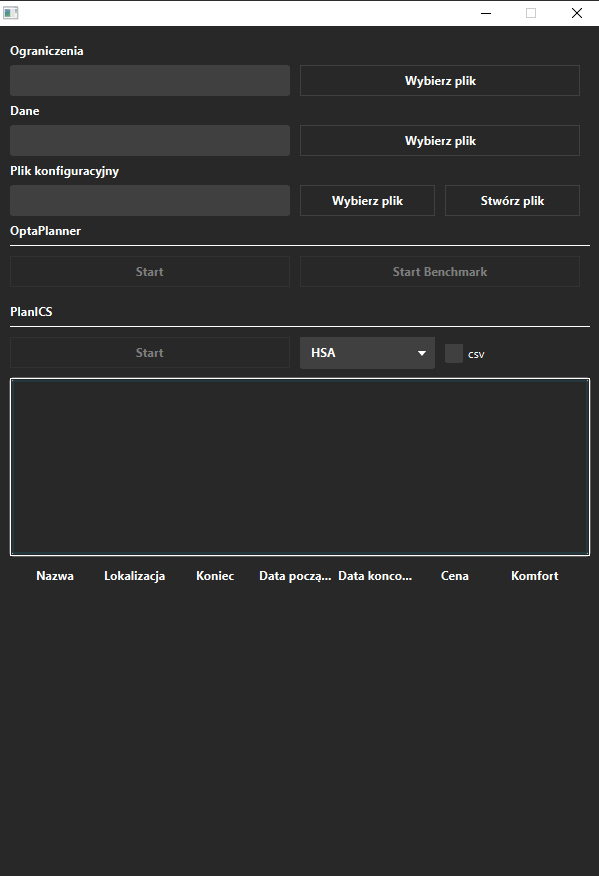 Ograniczenia
Wybierz plik
Dane
Wybierz plik
Plik konfiguracyjny
Wybierz plik Stwórz plik
OptaPlanner
Start Start Benchmark
PlanICS
Start HSA csv
Nazwa Lokalizacja Koniec Data począ... Data konco... Cena Komfort